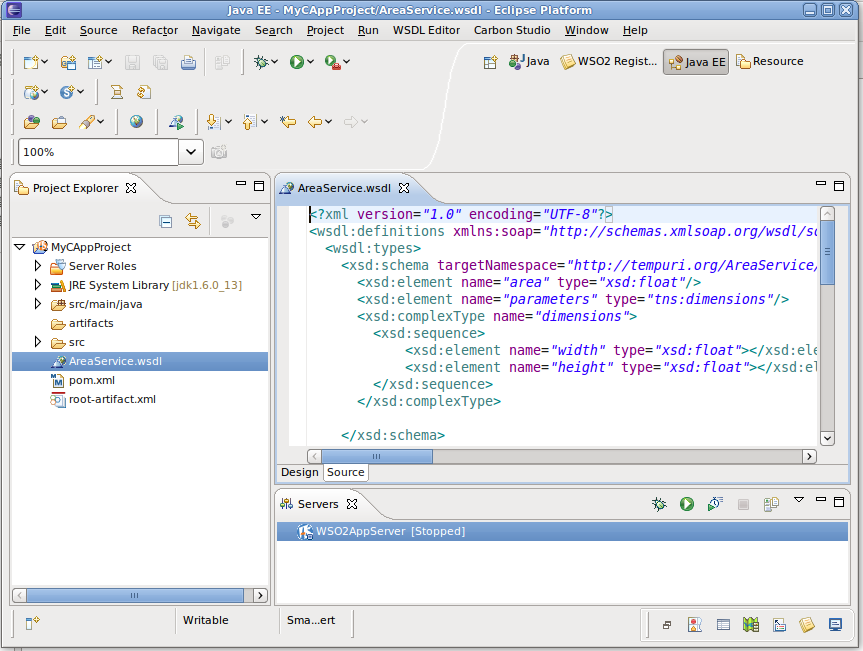 Java EE - MyCAppProject/AreaService.wsdl - Eclipse Platform
File Edit Source Refactor Navigate Search Project Run WSDL Editor Carbon Studio Window Help
Java WSO2 Regist... Java EE Resource
100%
Project Explorer
MyCAppProject
Server Roles
JRE System Library [jdk1.6.0_13]
src/main/java
artifacts
src
AreaService.wsdl
pom.xml
root-artifact.xml
AreaService.wsdl
<?xml version="1.0" encoding="UTF-8"?>
<wsdl:definitions xmlns:soap="http://schemas.xmlsoap.org/wsdl/so
<wsdl:types>
<xsd:schema targetNamespace="http://tempuri.org/AreaService/
<xsd:element name="area" type="xsd:float"/>
<xsd:element name="parameters" type="tns:dimensions"/>
<xsd:complexType name="dimensions">
<xsd:sequence>
<xsd:element name="width" type="xsd:float"></xsd:ele
<xsd:element name="height" type="xsd:float"></xsd:el
</xsd:sequence>
</xsd:complexType>
</xsd:schema>
Design Source
Servers
WSO2AppServer [Stopped]
Writable Sma...ert